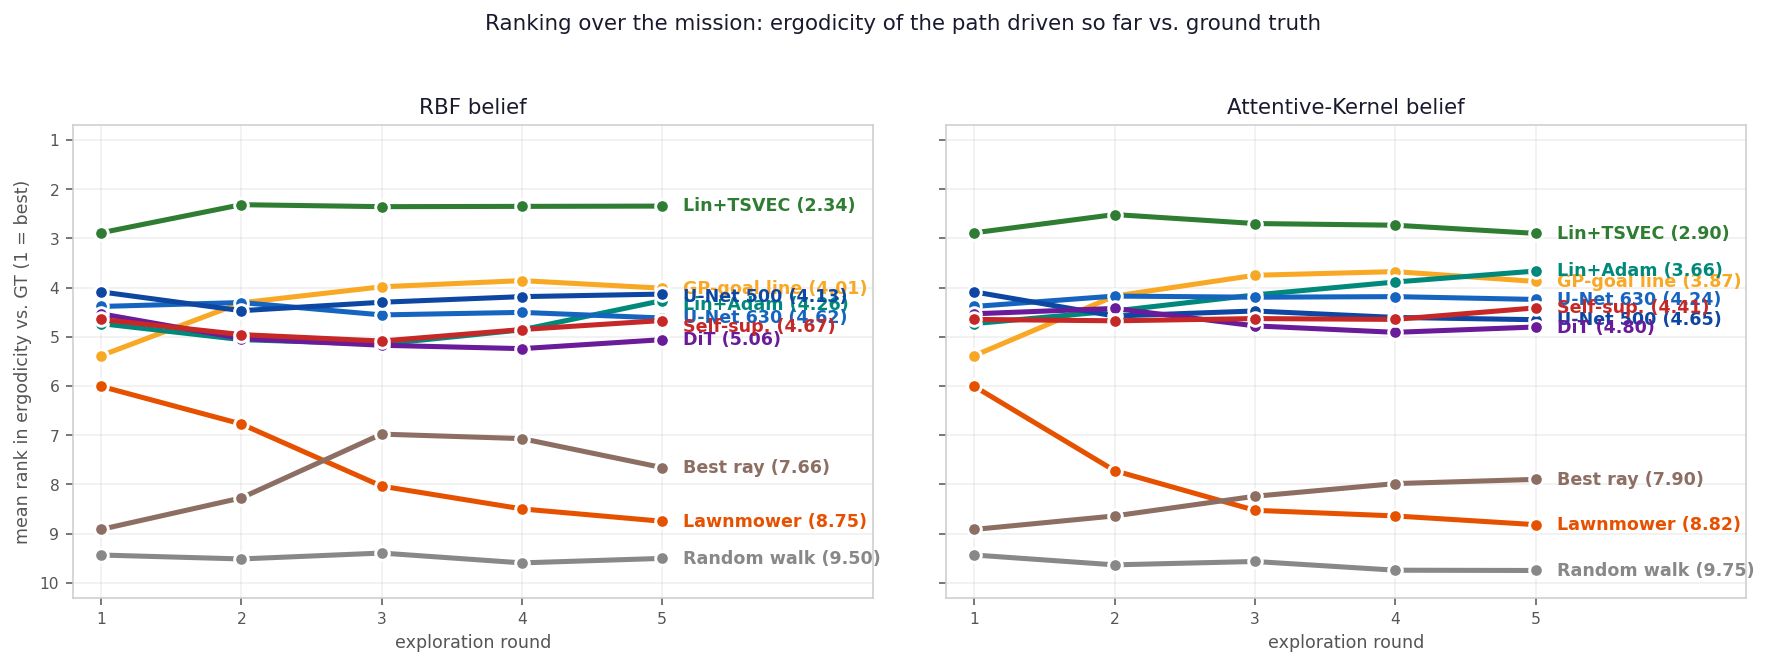 Ranking over the mission: ergodicity of the path driven so far vs. ground truth
RBF belief
mean rank in ergodicity vs. GT (1 = best)
1
2
3
4
5
6
7
8
9
10
Lin+TSVEC (2.34)
GP-goal line (4.01)
U-Net 500 (4.13)
Lin+Adam (4.26)
U-Net 630 (4.62)
Self-sup. (4.67)
DiT (5.06)
Best ray (7.66)
Lawnmower (8.75)
Random walk (9.50)
1
2
3
4
5
exploration round
Attentive-Kernel belief
Lin+TSVEC (2.90)
Lin+Adam (3.66)
GP-goal line (3.87)
U-Net 630 (4.24)
Self-sup. (4.41)
U-Net 500 (4.65)
DiT (4.80)
Best ray (7.90)
Lawnmower (8.82)
Random walk (9.75)
1
2
3
4
5
exploration round